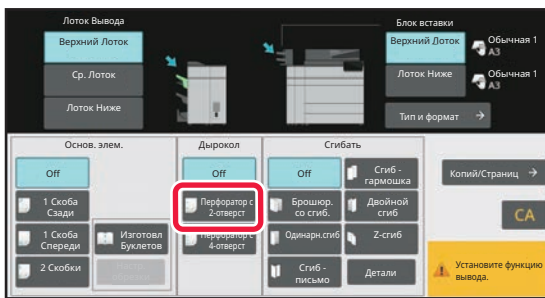 Лоток Вывода
Блок вставки
Верхний Лоток
Ср. Лоток
Лоток Ниже
Верхний Лоток
Обычная 1
A3
Лоток Ниже
Обычная 1
A3
Тип и формат
Основ. элем.
Дырокол
Сгибать
Off
1 Скоба
Сзади
1 Скоба
Спереди
2 Скобки
Изготовл
Буклетов
Off
Перфоратор с
2-отверст
Перфоратор с
4-отверст
Off
Сгиб -
гармошка
Брошюр.
со сгиб.
Двойной
сгиб
Одинарн.сгиб
Z-сгиб
Сгиб -
письмо
Детали
Копий/Страниц
CA
Установите функцию
вывода.